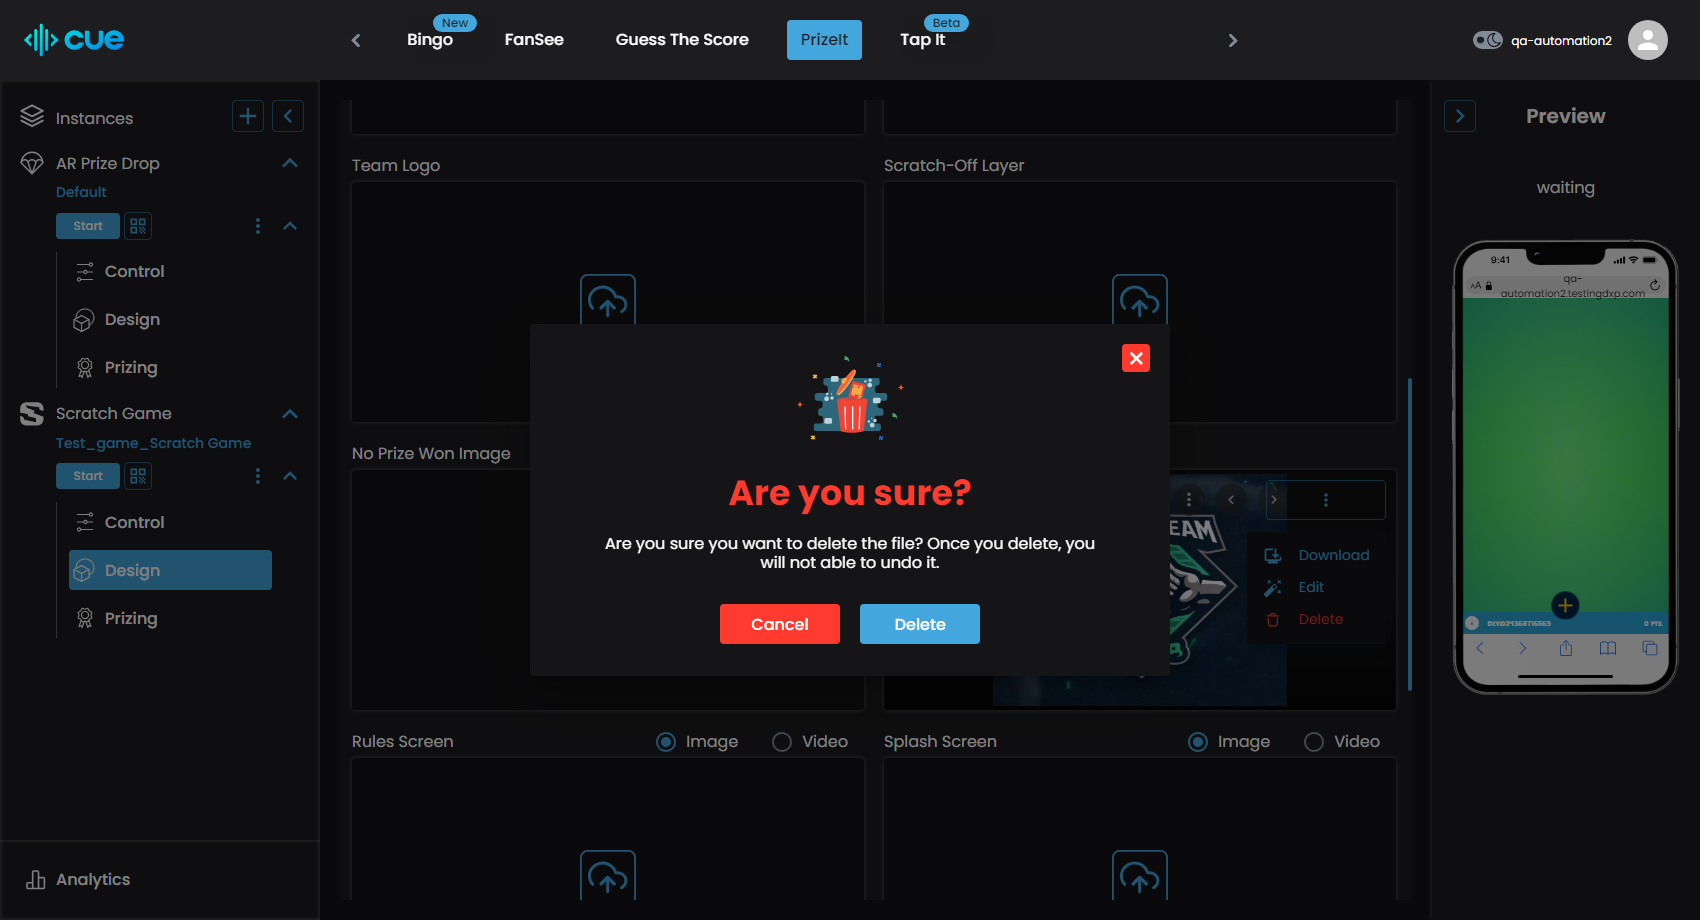 cue
New
Bingo
FanSee
Guess The Score
PrizeIt
Beta
Tap It
qa-automation2
Instances
AR Prize Drop
Default
Start
Control
Design
Prizing
Scratch Game
Test_game_Scratch Game
Start
Control
Design
Prizing
Analytics
Team Logo
Scratch-Off Layer
No Prize Won Image
EAM
Download
Edit
Delete
Are you sure?
Are you sure you want to delete the file? Once you delete, you
will not able to undo it.
Cancel
Delete
Rules Screen
Image
Video
Splash Screen
Image
Video
Preview
waiting
9:41
AA
qa-
automation2.testingdxp.com
0 PTS.